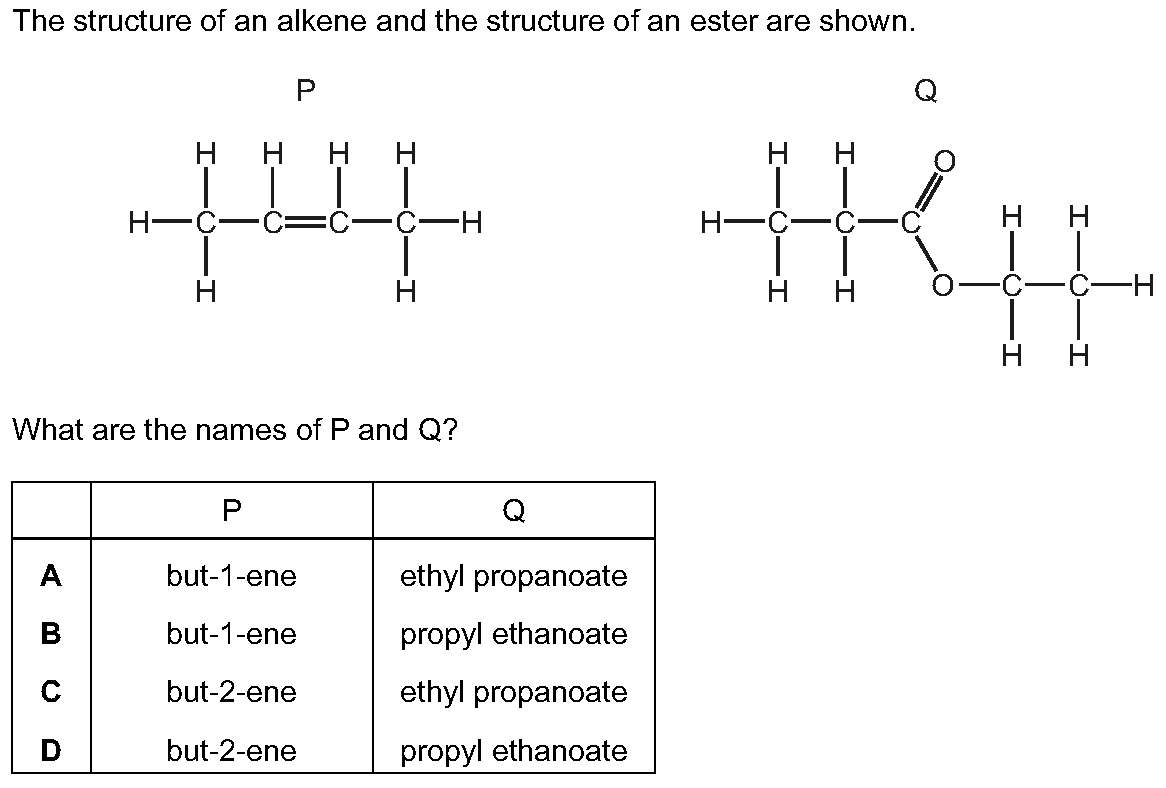 The structure of an alkene and the structure of an ester are shown.
P Q
H H H H H H O
H C C C C H H C C C H H
H H H H O C C H
H H
What are the names of P and Q?
P Q
A but-1-ene ethyl propanoate
B but-1-ene propyl ethanoate
C but-2-ene ethyl propanoate
D but-2-ene propyl ethanoate